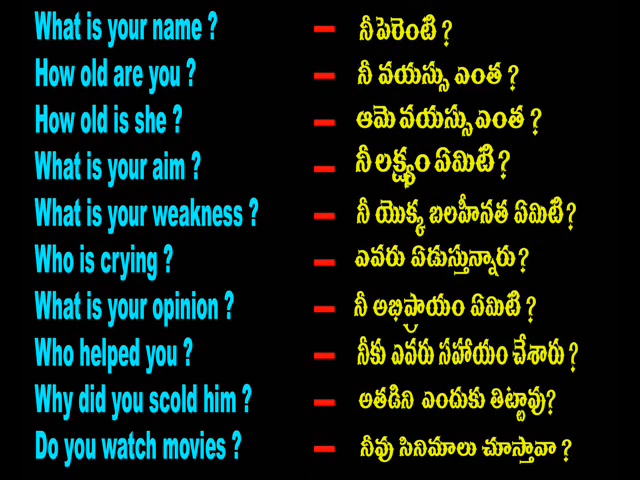 What is your name ? – నీ పెరెంటి ?
How old are you ? – నీ వయస్సు ఎంత ?
How old is she ? – ఆమె వయస్సు ఎంత ?
What is your aim ? – నీ లక్ష్యం ఏమిటి ?
What is your weakness ? – నీ యొక్క బలహీనత ఏమిటి ?
Who is crying ? – ఎవరు ఏడుస్తున్నారు ?
What is your opinion ? – నీ అభిప్రాయం ఏమిటి ?
Who helped you ? – నీకు ఎవరు సహాయం చేశారు ?
Why did you scold him ? – అతడిని ఎందుకు తిట్టావు?
Do you watch movies ? – నీవు సినిమాలు చూస్తావా ?